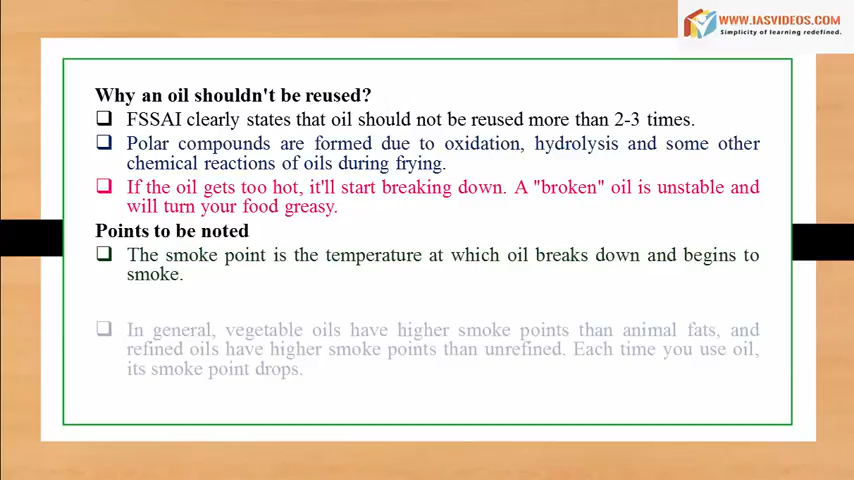 WWW.IASVIDEOS.COM
Simplicity of learning redefined.
Why an oil shouldn't be reused?
❑ FSSAI clearly states that oil should not be reused more than 2-3 times.
❑ Polar compounds are formed due to oxidation, hydrolysis and some other
chemical reactions of oils during frying.
❑ If the oil gets too hot, it'll start breaking down. A "broken" oil is unstable and
will turn your food greasy.
Points to be noted
❑ The smoke point is the temperature at which oil breaks down and begins to
smoke.
❑ In general, vegetable oils have higher smoke points than animal fats, and
refined oils have higher smoke points than unrefined. Each time you use oil,
its smoke point drops.